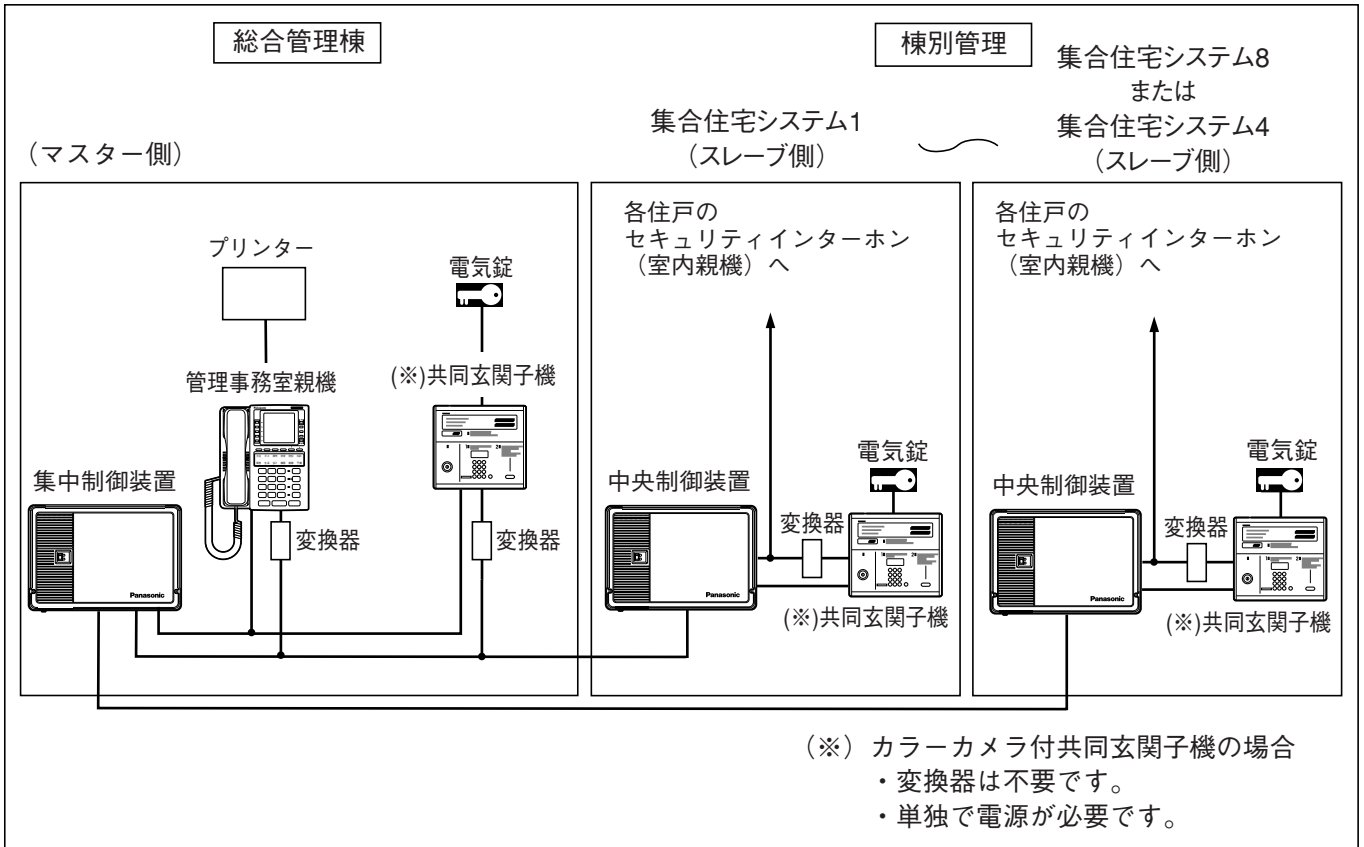 総合管理棟
棟別管理
集合住宅システム8
または
集合住宅システム4
（スレーブ側）
集合住宅システム1
（スレーブ側）
（マスター側）
プリンター
電気錠
管理事務室親機
(※)共同玄関子機
集中制御装置
変換器
変換器
Panasonic
各住戸の
セキュリティインターホン
（室内親機）へ
電気錠
中央制御装置
変換器
Panasonic
(※)共同玄関子機
各住戸の
セキュリティインターホン
（室内親機）へ
電気錠
中央制御装置
変換器
Panasonic
(※)共同玄関子機
（※）カラーカメラ付共同玄関子機の場合
・変換器は不要です。
・単独で電源が必要です。